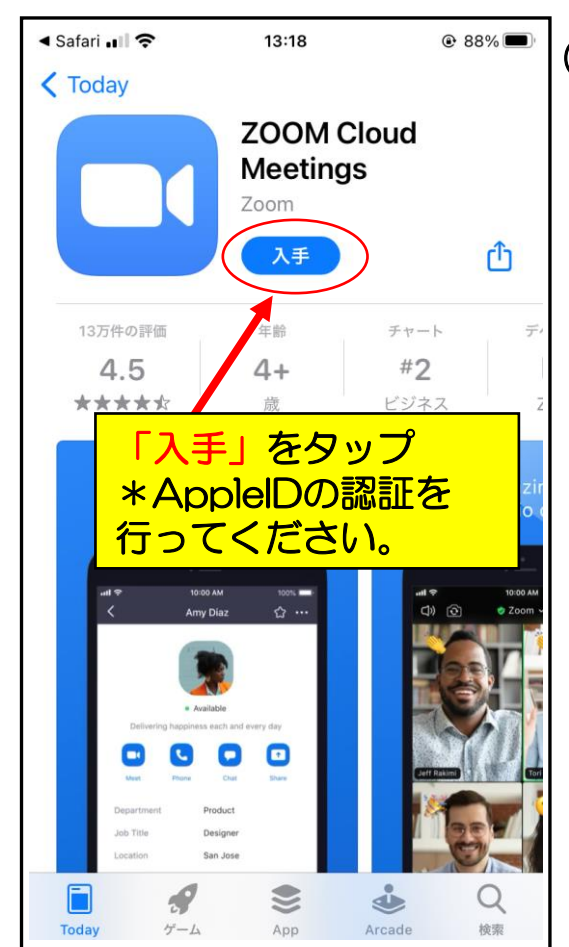 Safari
13:18
88%
Today
ZOOM Cloud
Meetings
Zoom
入手
13万件の評価
年齢
チャート
4.5
4+
#2
歳
ビジネス
「入手」をタップ
＊AppleIDの認証を
行ってください。
10:00 AM
100%
Amy Diaz
Available
Delivering happiness each and every day
Meet
Phone
Chat
Share
Department
Product
Job Title
Designer
Location
San Jose
10:00 AM
Zoom
Jeff Rakimi
Today
ゲーム
App
Arcade
検索